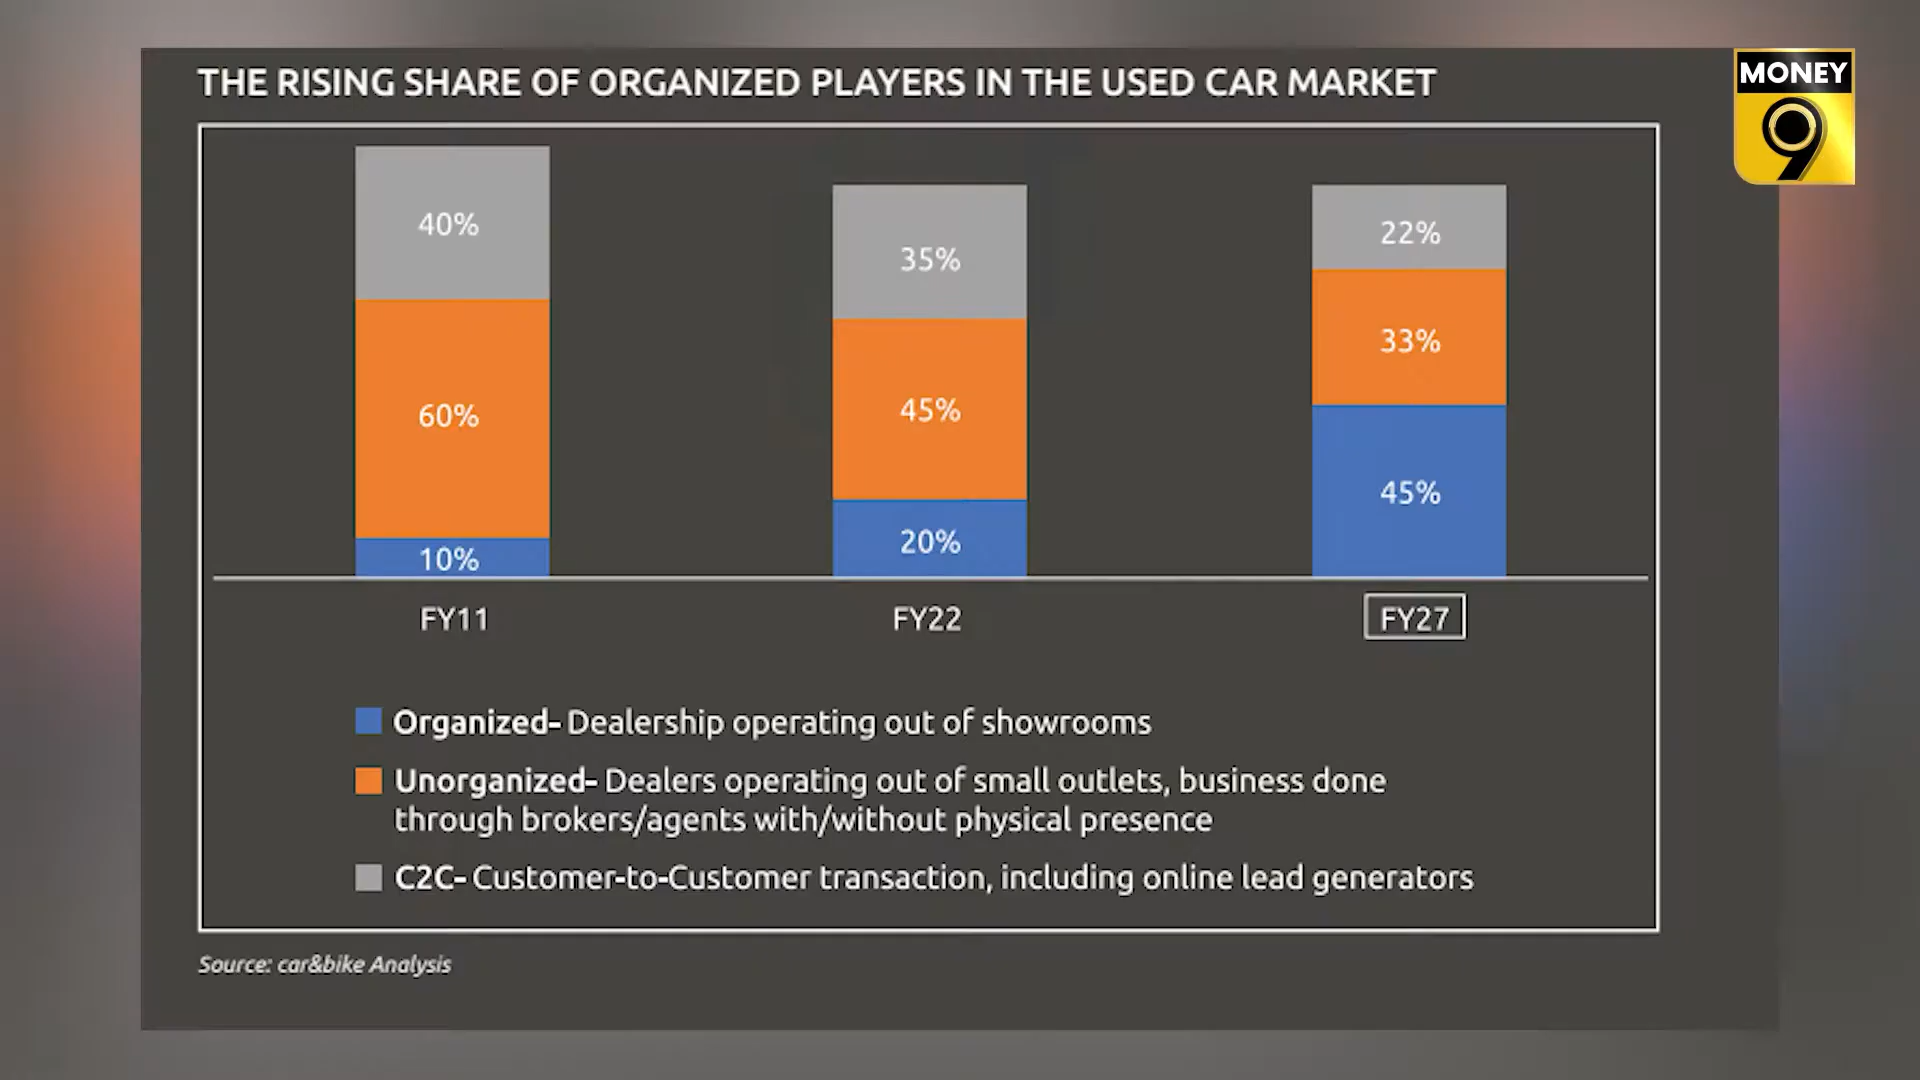 THE RISING SHARE OF ORGANIZED PLAYERS IN THE USED CAR MARKET
MONEY
9
40%
60%
10%
35%
45%
20%
22%
33%
45%
FY11
FY22
FY27
Organized- Dealership operating out of showrooms
Unorganized- Dealers operating out of small outlets, business done
through brokers/agents with/without physical presence
C2C- Customer-to-Customer transaction, including online lead generators
Source: car&bike Analysis